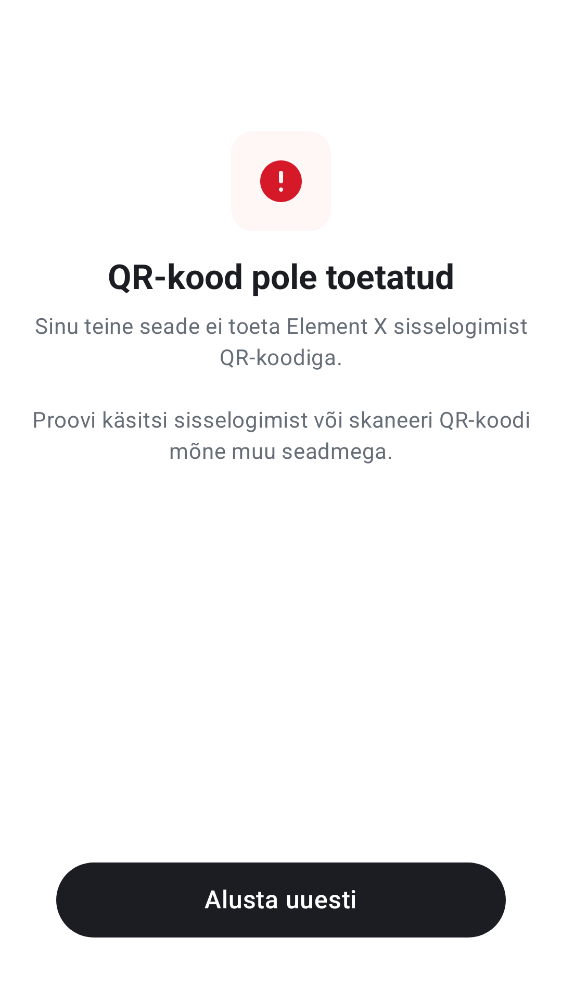 QR-kood pole toetatud
Sinu teine seade ei toeta Element X sisselogimist
QR-koodiga.
Proovi käsitsi sisselogimist või skaneeri QR-koodi
mõne muu seadmega.
Alusta uuesti